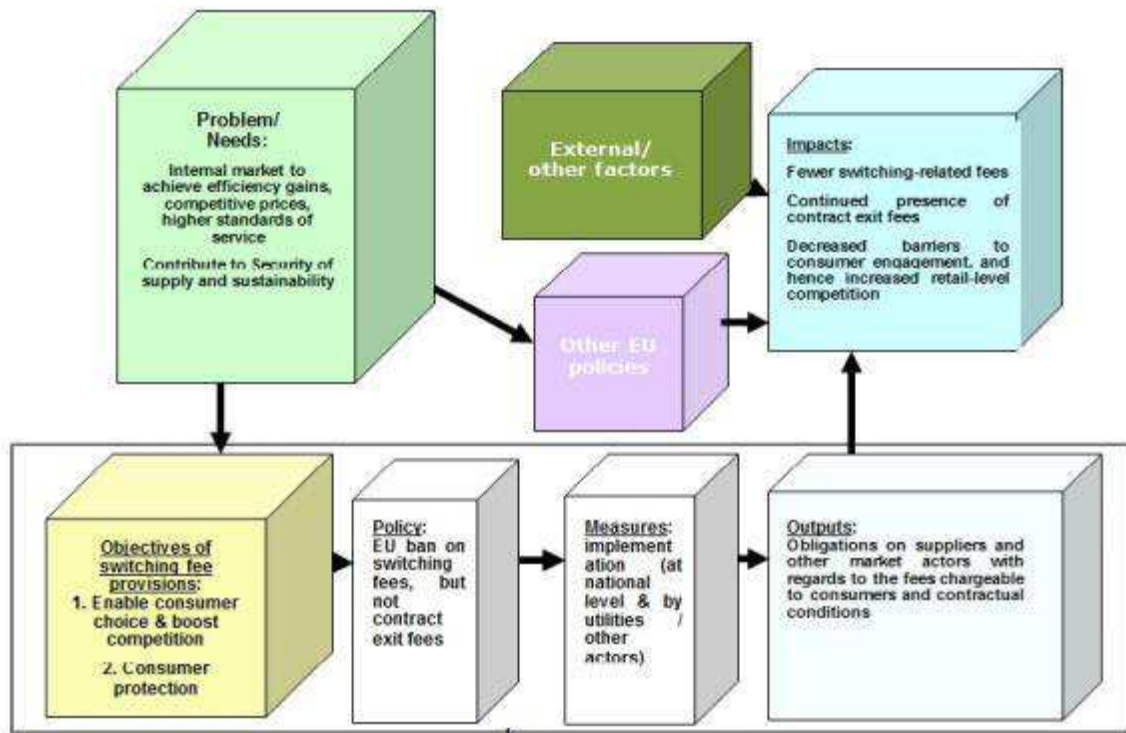 Problem/
Needs:
Internal market to
achieve efficiency gains,
competitive prices,
higher standards of
service
Contribute to Security of
supply and sustainability
External/
other factors
Impacts:
Fewer switching-related fees
Continued presence of
contract exit fees
Decreased barriers to
consumer engagement, and
hence increased retail-level
competition
Other EU
policies
Objectives of
switching fee
provisions:
1. Enable consumer
choice & boost
competition
2. Consumer
protection
Policy:
EU ban on
switching
fees, but
not
contract
exit fees
Measures:
implement
ation (at
national
level & by
utilities /
other
actors)
Outputs:
Obligations on suppliers and
other market actors with
regards to the fees chargeable
to consumers and contractual
conditions